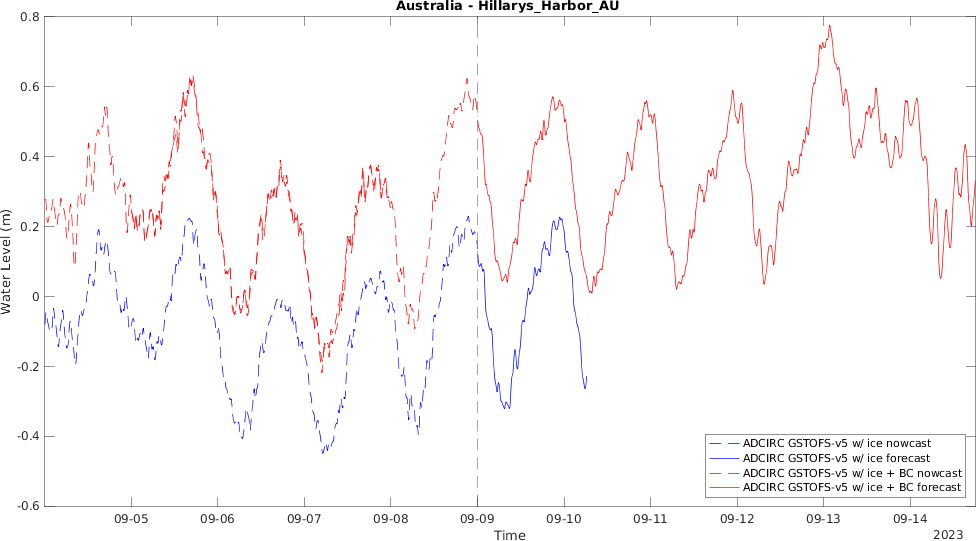 Australia - Hillarys_Harbor_AU
0.8
0.6
0.4
0.2
0
-0.2
-0.4
-0.6
Water Level (m)
ADCIRC GSTOFS-v5 w/ ice nowcast
ADCIRC GSTOFS-v5 w/ ice forecast
ADCIRC GSTOFS-v5 w/ ice + BC nowcast
ADCIRC GSTOFS-v5 w/ ice + BC forecast
09-05 09-06 09-07 09-08 09-09 09-10 09-11 09-12 09-13 09-14
Time
2023